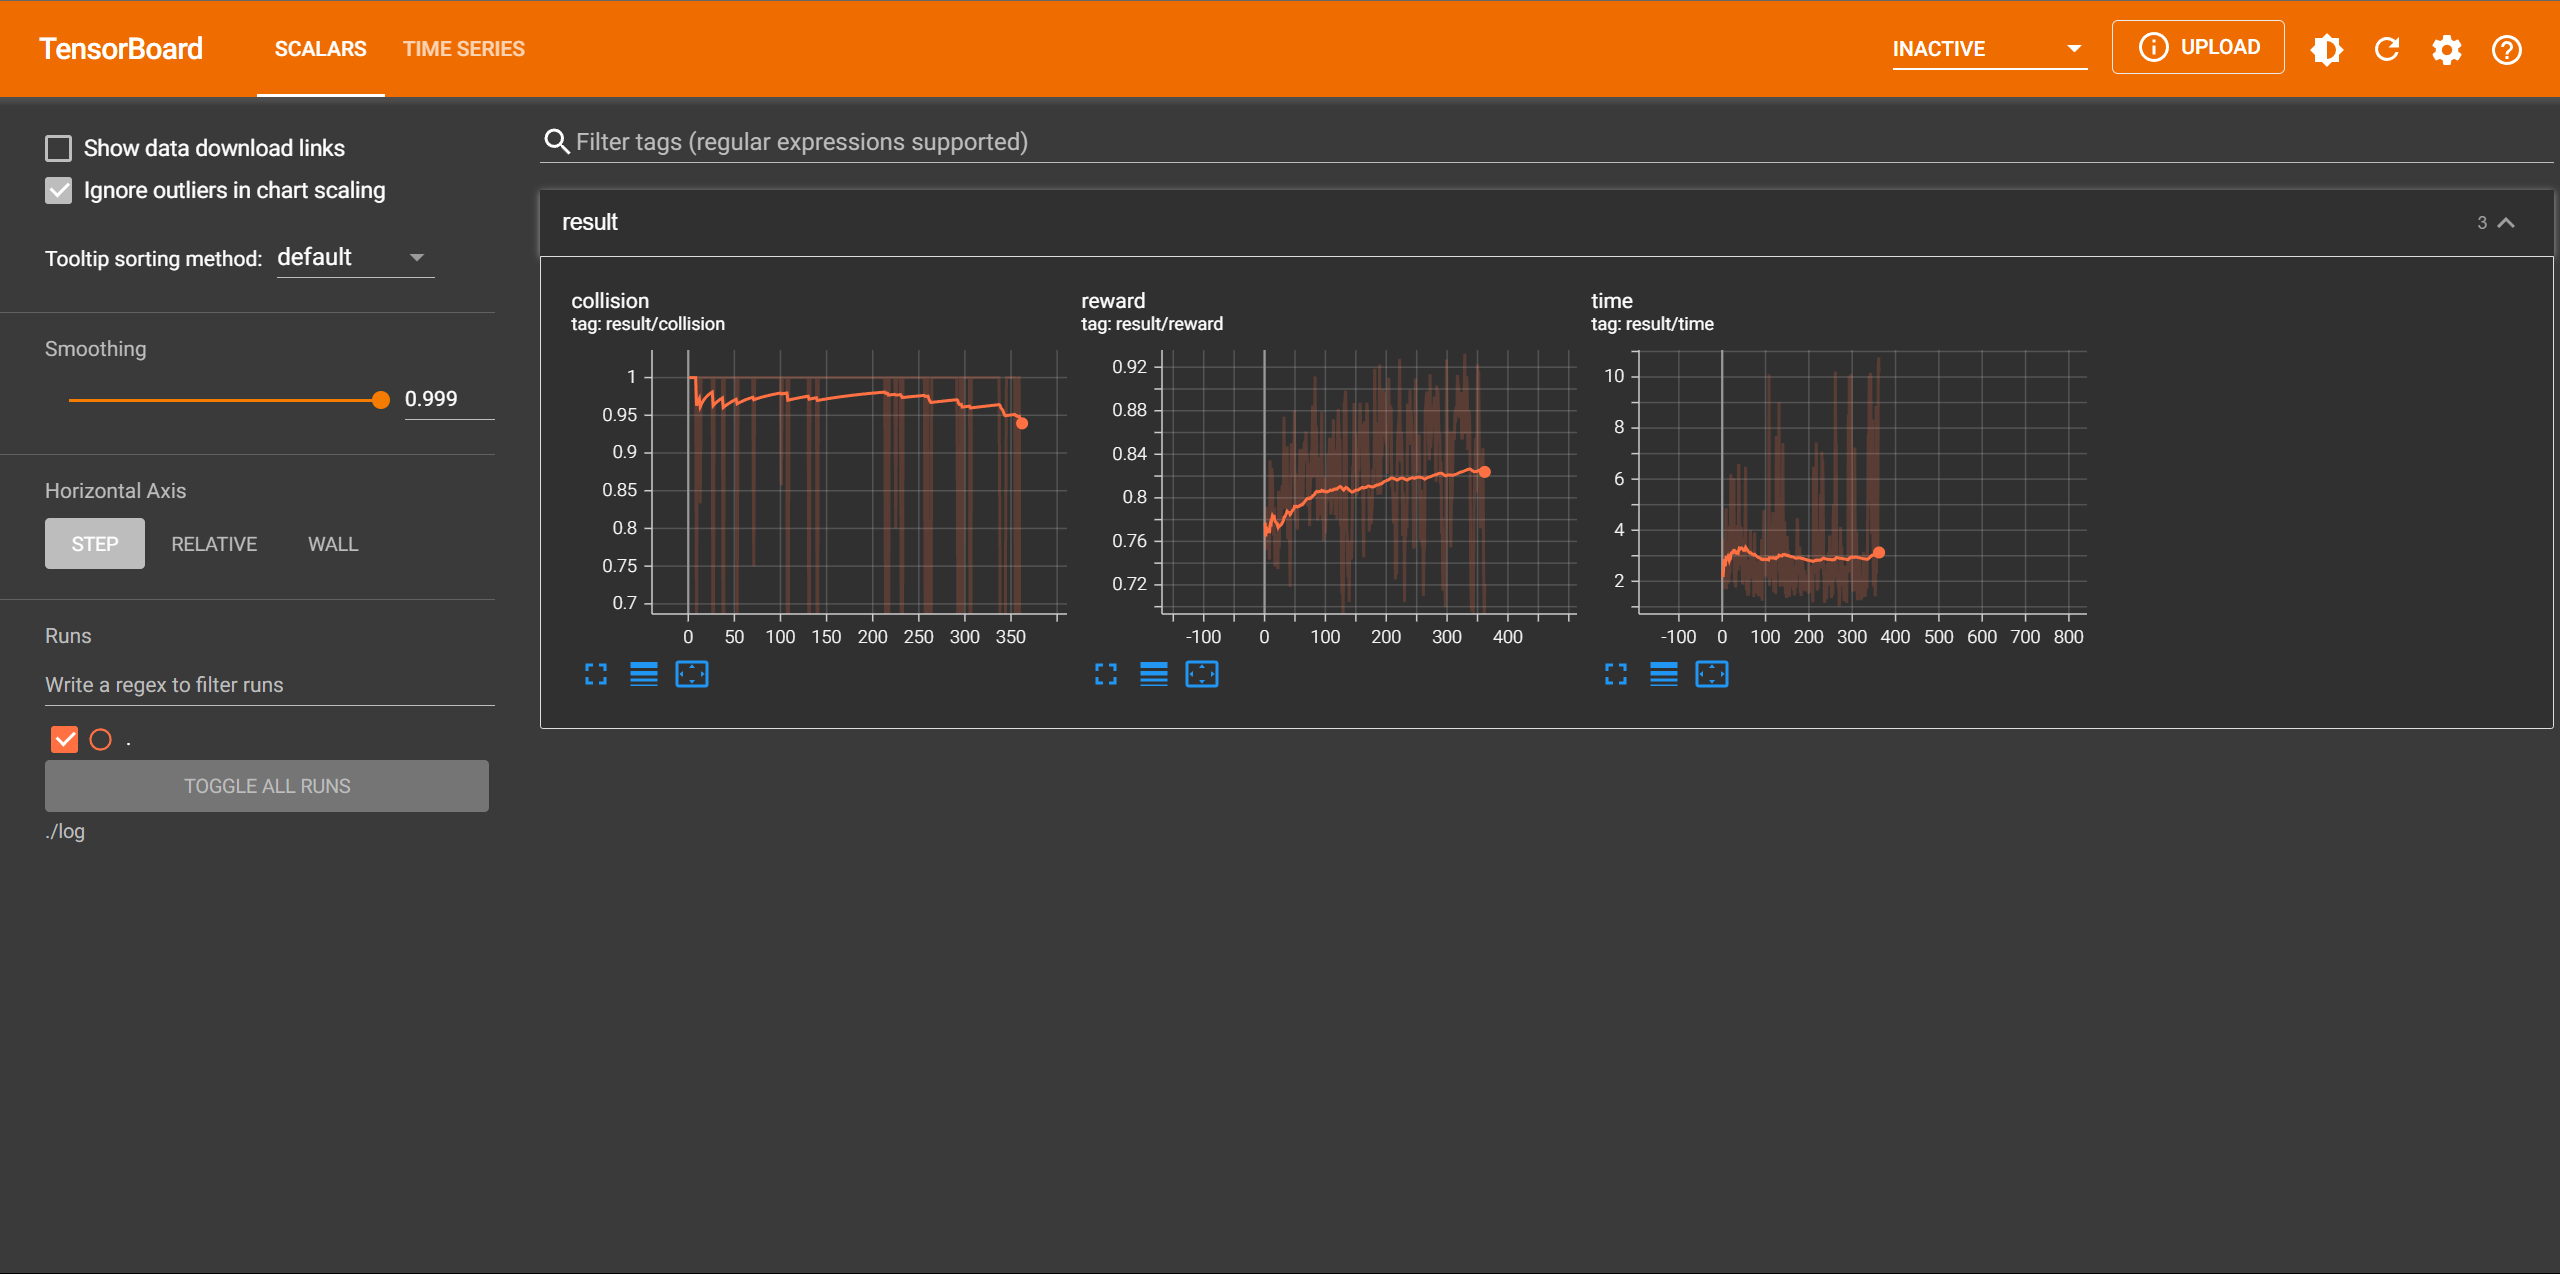 TensorBoard SCALARS TIME SERIES INACTIVE UPLOAD
Show data download links
Ignore outliers in chart scaling
Tooltip sorting method: default
Smoothing
0.999
Horizontal Axis
STEP RELATIVE WALL
Runs
Write a regex to filter runs
.
TOGGLE ALL RUNS
./log
Filter tags (regular expressions supported)
result 3
collision
tag: result/collision
1
0.95
0.9
0.85
0.8
0.75
0.7
0 50 100 150 200 250 300 350
reward
tag: result/reward
0.92
0.88
0.84
0.8
0.76
0.72
-100 0 100 200 300 400
time
tag: result/time
10
8
6
4
2
-100 0 100 200 300 400 500 600 700 800